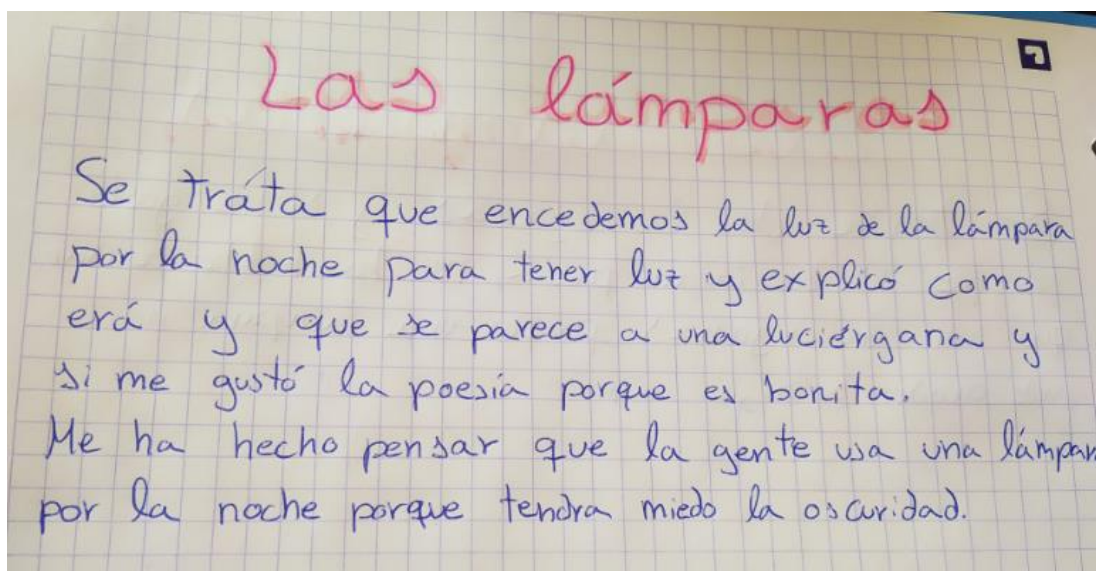 Las lámparas
Se tráta que encedemos la luz de la lámpara
por la noche para tener luz y explicó como
erá y que se parece a una luciérgana y
si me gustó la poesía porque es bonita.
Me ha hecho pensar que la gente usa una lámpar
por la noche porque tendra miedo la oscuridad.